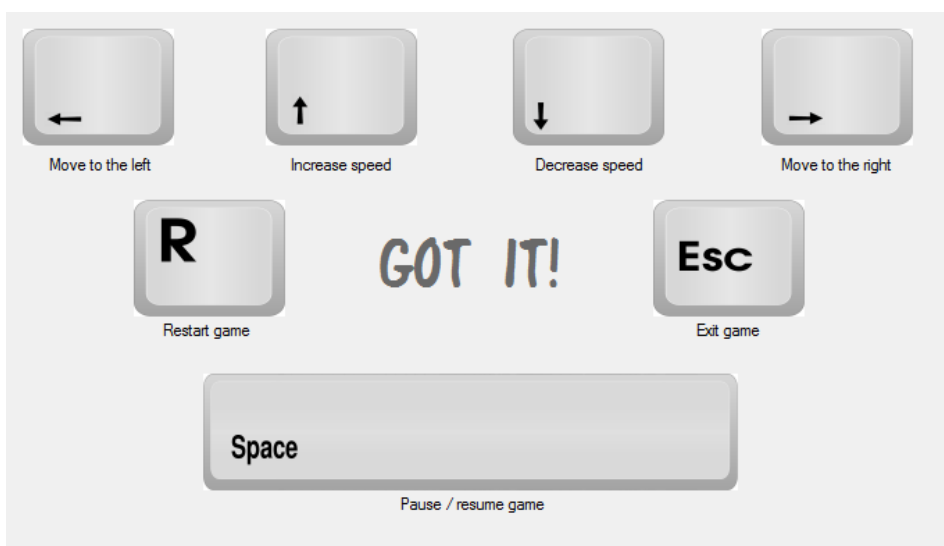 ←
↑
↓
→
Move to the left
Increase speed
Decrease speed
Move to the right
R
GOT IT!
Esc
Restart game
Exit game
Space
Pause / resume game